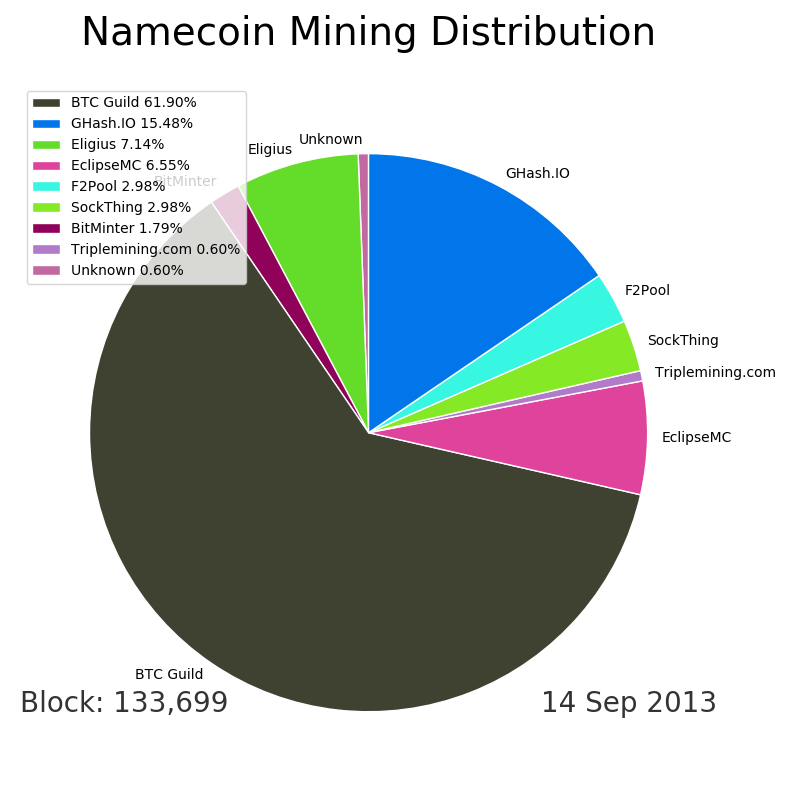 Namecoin Mining Distribution
BTC Guild 61.90%
GHash.IO 15.48%
Eligius 7.14%
EclipseMC 6.55%
F2Pool 2.98%
SockThing 2.98%
BitMinter 1.79%
Triplemining.com 0.60%
Unknown 0.60%
Unknown
Eligius
BitMinter
GHash.IO
F2Pool
SockThing
Triplemining.com
EclipseMC
BTC Guild
Block: 133,699
14 Sep 2013